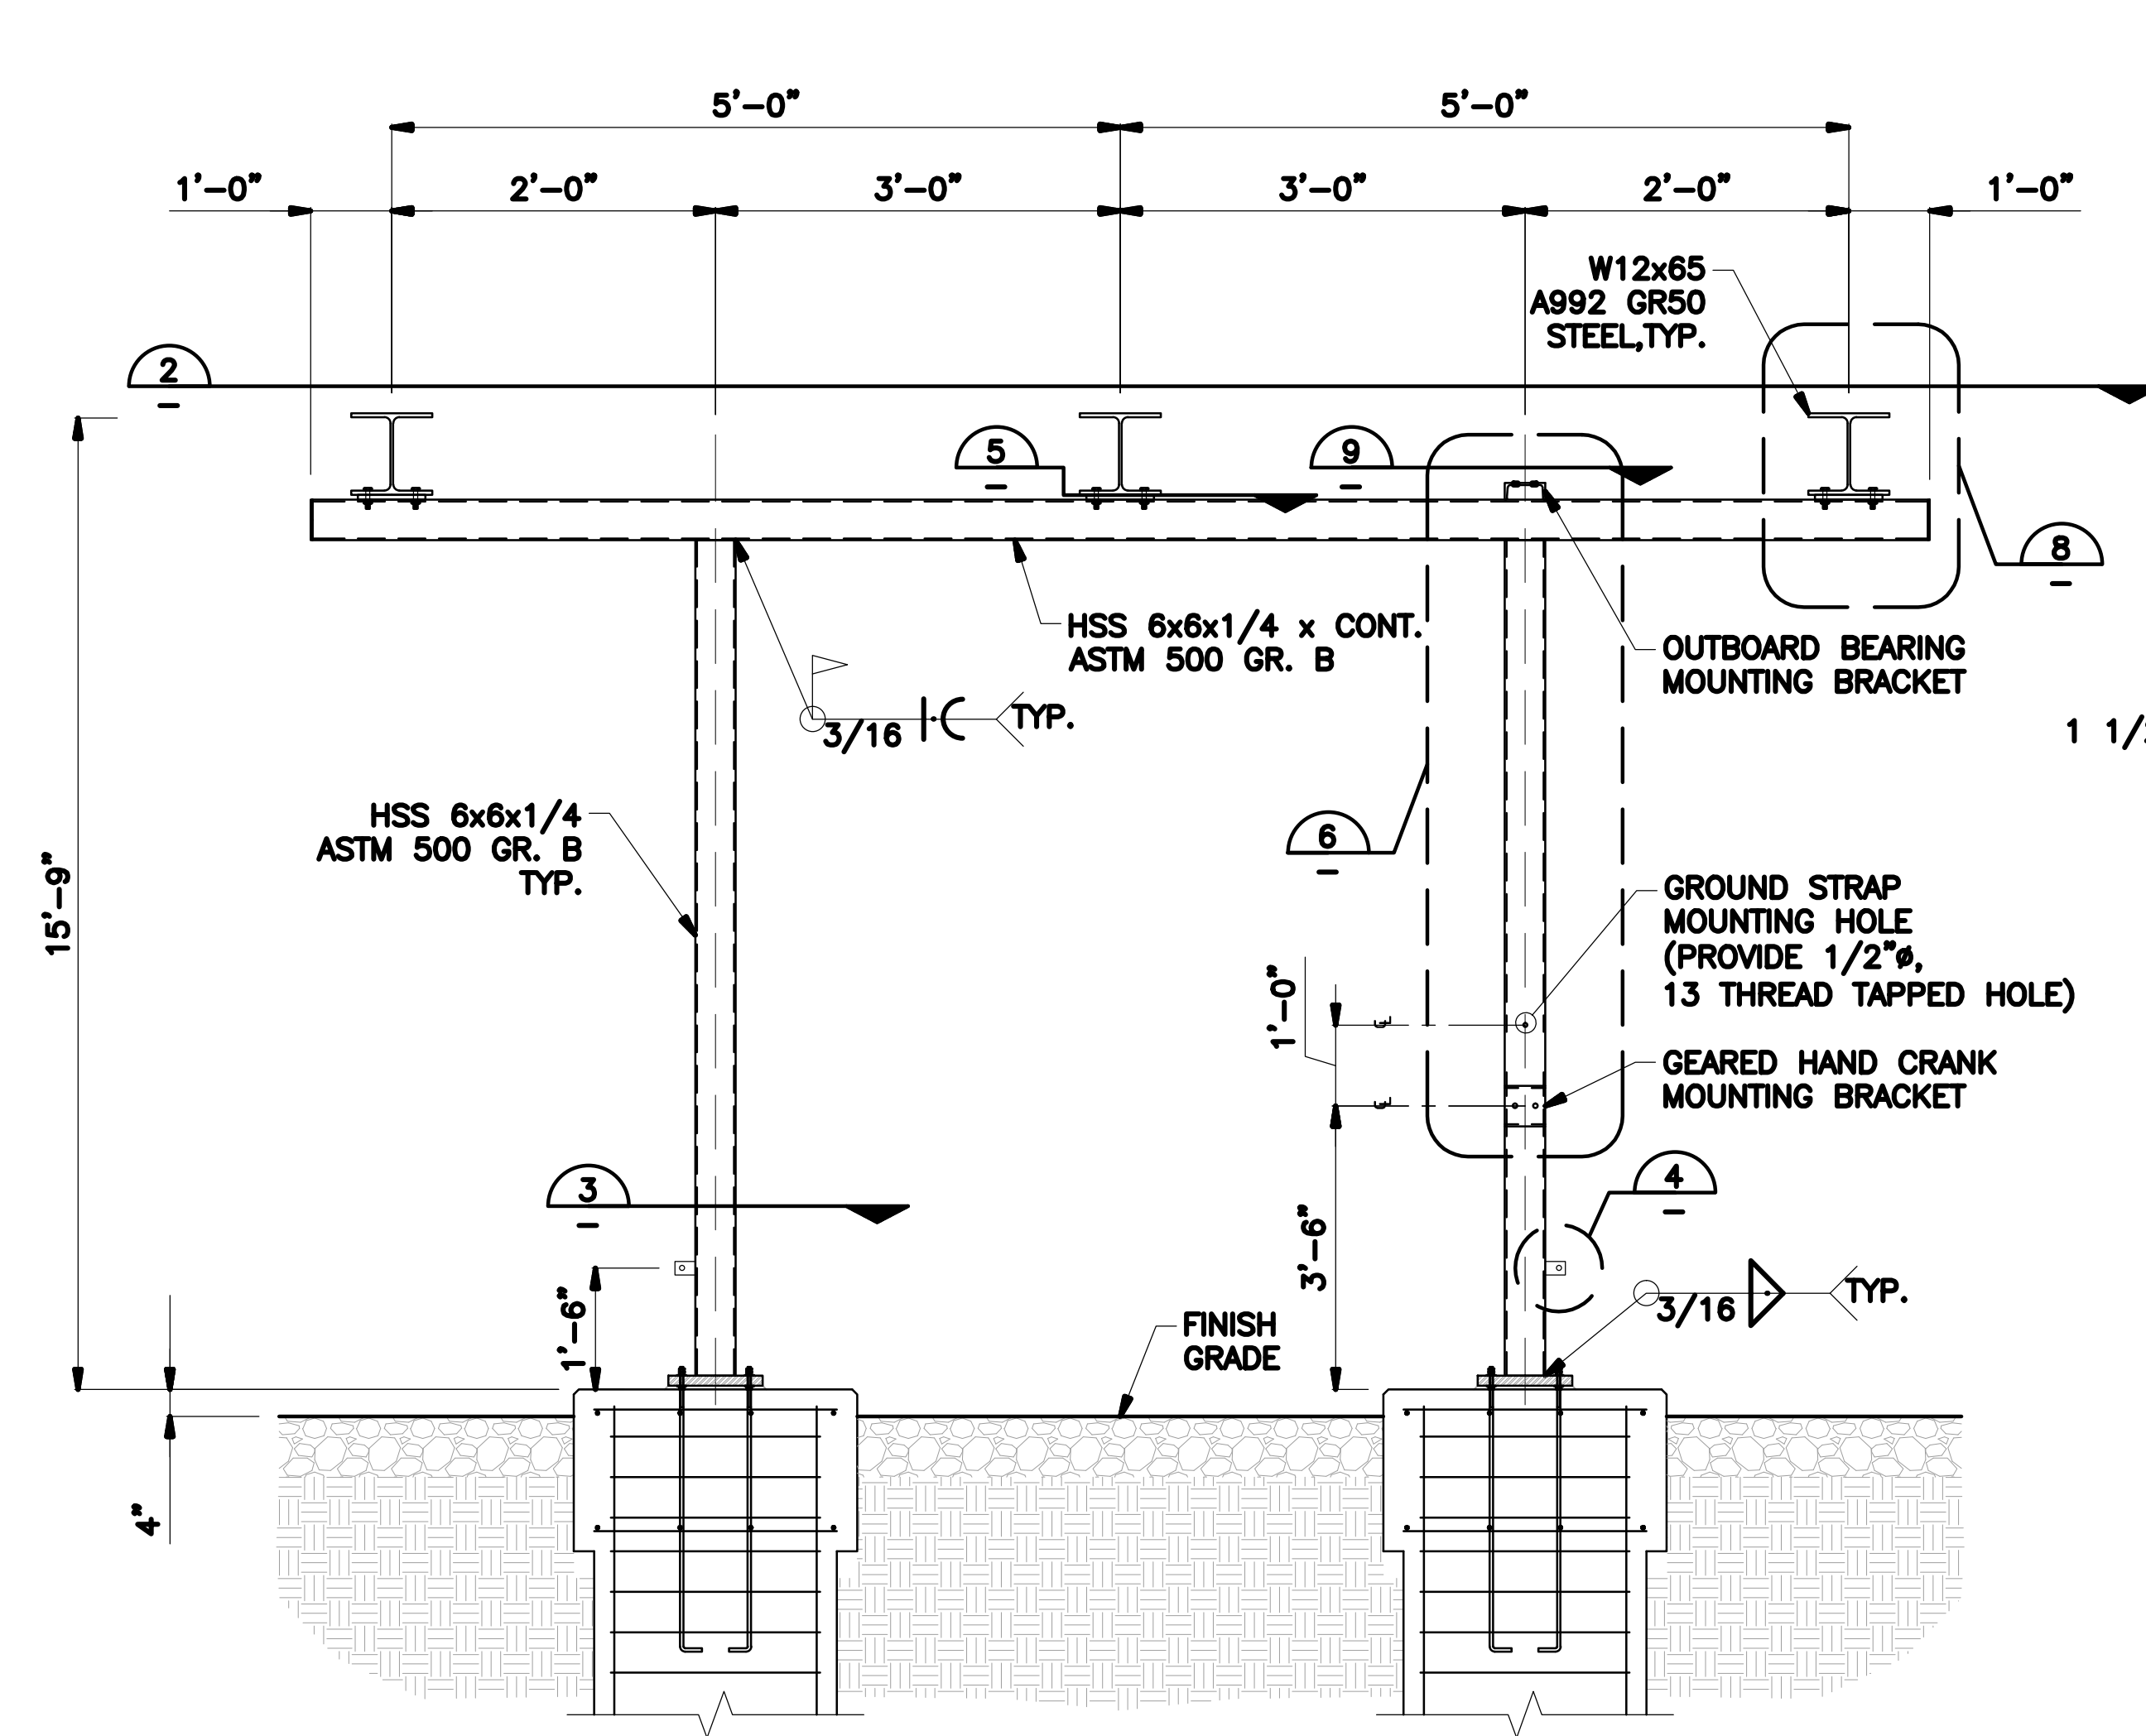 5'-0" 5'-0"
1'-0" 2'-0" 3'-0" 3'-0" 2'-0" 1'-0"
W12x65
A992 GR50
STEEL,TYP.
2
-
5
-
9
-
8
-
HSS 6x6x1/4 x CONT.
ASTM 500 GR. B
OUTBOARD BEARING
MOUNTING BRACKET
3/16 TYP.
HSS 6x6x1/4
ASTM 500 GR. B
TYP.
6
-
15'-9"
GROUND STRAP
MOUNTING HOLE
(PROVIDE 1/2"ø,
13 THREAD TAPPED HOLE)
1'-0"
GEARED HAND CRANK
MOUNTING BRACKET
3
-
4
-
3'-6"
1'-6"
3/16 TYP.
FINISH
GRADE
4"